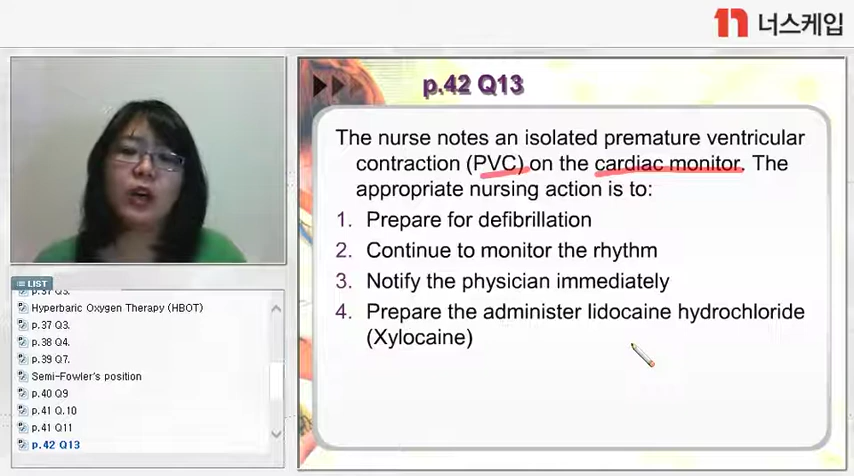 너스케입
p.42 Q13
The nurse notes an isolated premature ventricular
contraction (PVC) on the cardiac monitor. The
appropriate nursing action is to:
1. Prepare for defibrillation
2. Continue to monitor the rhythm
3. Notify the physician immediately
4. Prepare the administer lidocaine hydrochloride
(Xylocaine)
LIST
p.37 Q3.
Hyperbaric Oxygen Therapy (HBOT)
p.37 Q3.
p.38 Q4.
p.39 Q7.
Semi-Fowler's position
p.40 Q9
p.41 Q.10
p.41 Q11
p.42 Q13